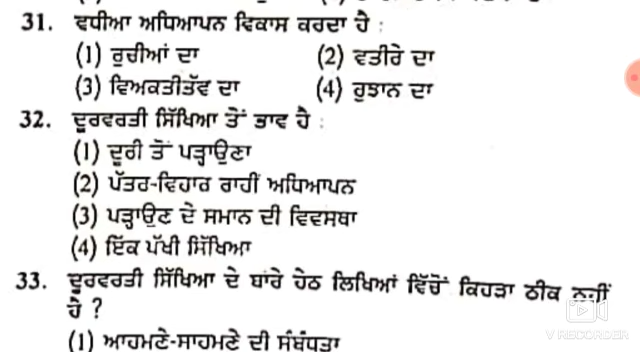 31. ਵਧੀਆ ਅਧਿਆਪਨ ਵਿਕਾਸ ਕਰਦਾ ਹੈ :
(1) ਰੁਚੀਆਂ ਦਾ (2) ਵਤੀਰੇ ਦਾ
(3) ਵਿਅਕਤੀਤੱਵ ਦਾ (4) ਰੁਝਾਨ ਦਾ
32. ਦੂਰਵਰਤੀ ਸਿੱਖਿਆ ਤੋਂ ਭਾਵ ਹੈ :
(1) ਦੂਰੀ ਤੋਂ ਪੜ੍ਹਾਉਣਾ
(2) ਪੱਤਰ-ਵਿਹਾਰ ਰਾਹੀਂ ਅਧਿਆਪਨ
(3) ਪੜ੍ਹਾਉਣ ਦੇ ਸਮਾਨ ਦੀ ਵਿਵਸਥਾ
(4) ਇੱਕ ਪੱਖੀ ਸਿੱਖਿਆ
33. ਦੂਰਵਰਤੀ ਸਿੱਖਿਆ ਦੇ ਬਾਰੇ ਹੇਠ ਲਿਖਿਆਂ ਵਿੱਚੋਂ ਕਿਹੜਾ ਠੀਕ ਨਹੀਂ
ਹੈ ?
(1) ਆਹਮਣੇ-ਸਾਹਮਣੇ ਦੀ ਸੰਬੰਧਤਾ
V RECORDER